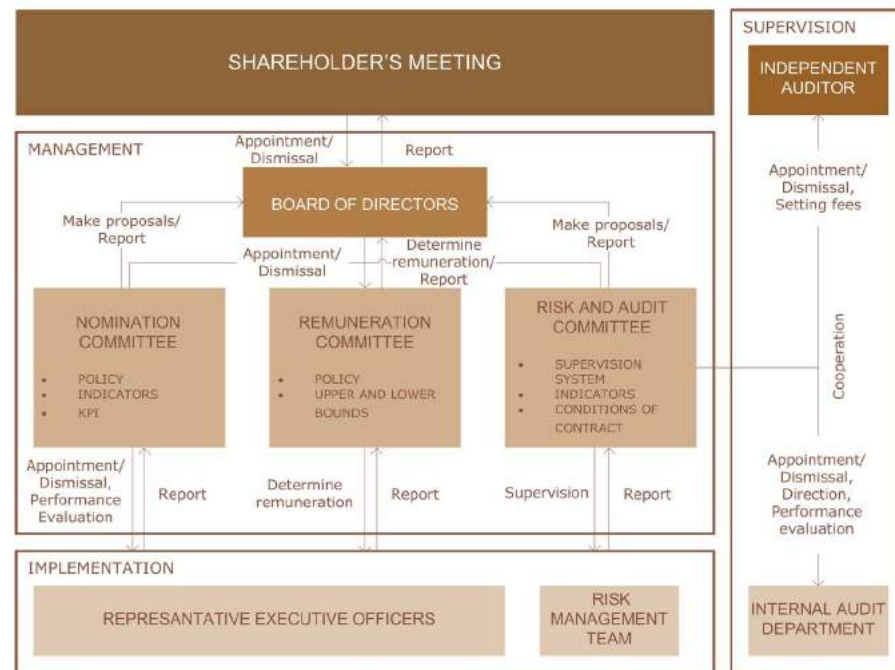 SHAREHOLDER'S MEETING
SUPERVISION
INDEPENDENT
AUDITOR
Appointment/
Dismissal
Report
MANAGEMENT
BOARD OF DIRECTORS
Make proposals/
Report
Appointment/
Dismissal
Determine
remuneration/
Report
Make proposals/
Report
Appointment/
Dismissal,
Setting fees
NOMINATION
COMMITTEE
• POLICY
• INDICATORS
• KPI
REMUNERATION
COMMITTEE
• POLICY
• UPPER AND LOWER
BOUNDS
RISK AND AUDIT
COMMITTEE
• SUPERVISION
SYSTEM
• INDICATORS
• CONDITIONS OF
CONTRACT
Cooperation
Appointment/
Dismissal,
Performance
Evaluation
Report
Determine
remuneration
Report
Supervision
Report
Appointment/
Dismissal,
Direction,
Performance
evaluation
IMPLEMENTATION
REPRESANTATIVE EXECUTIVE OFFICERS
RISK
MANAGEMENT
TEAM
INTERNAL AUDIT
DEPARTMENT